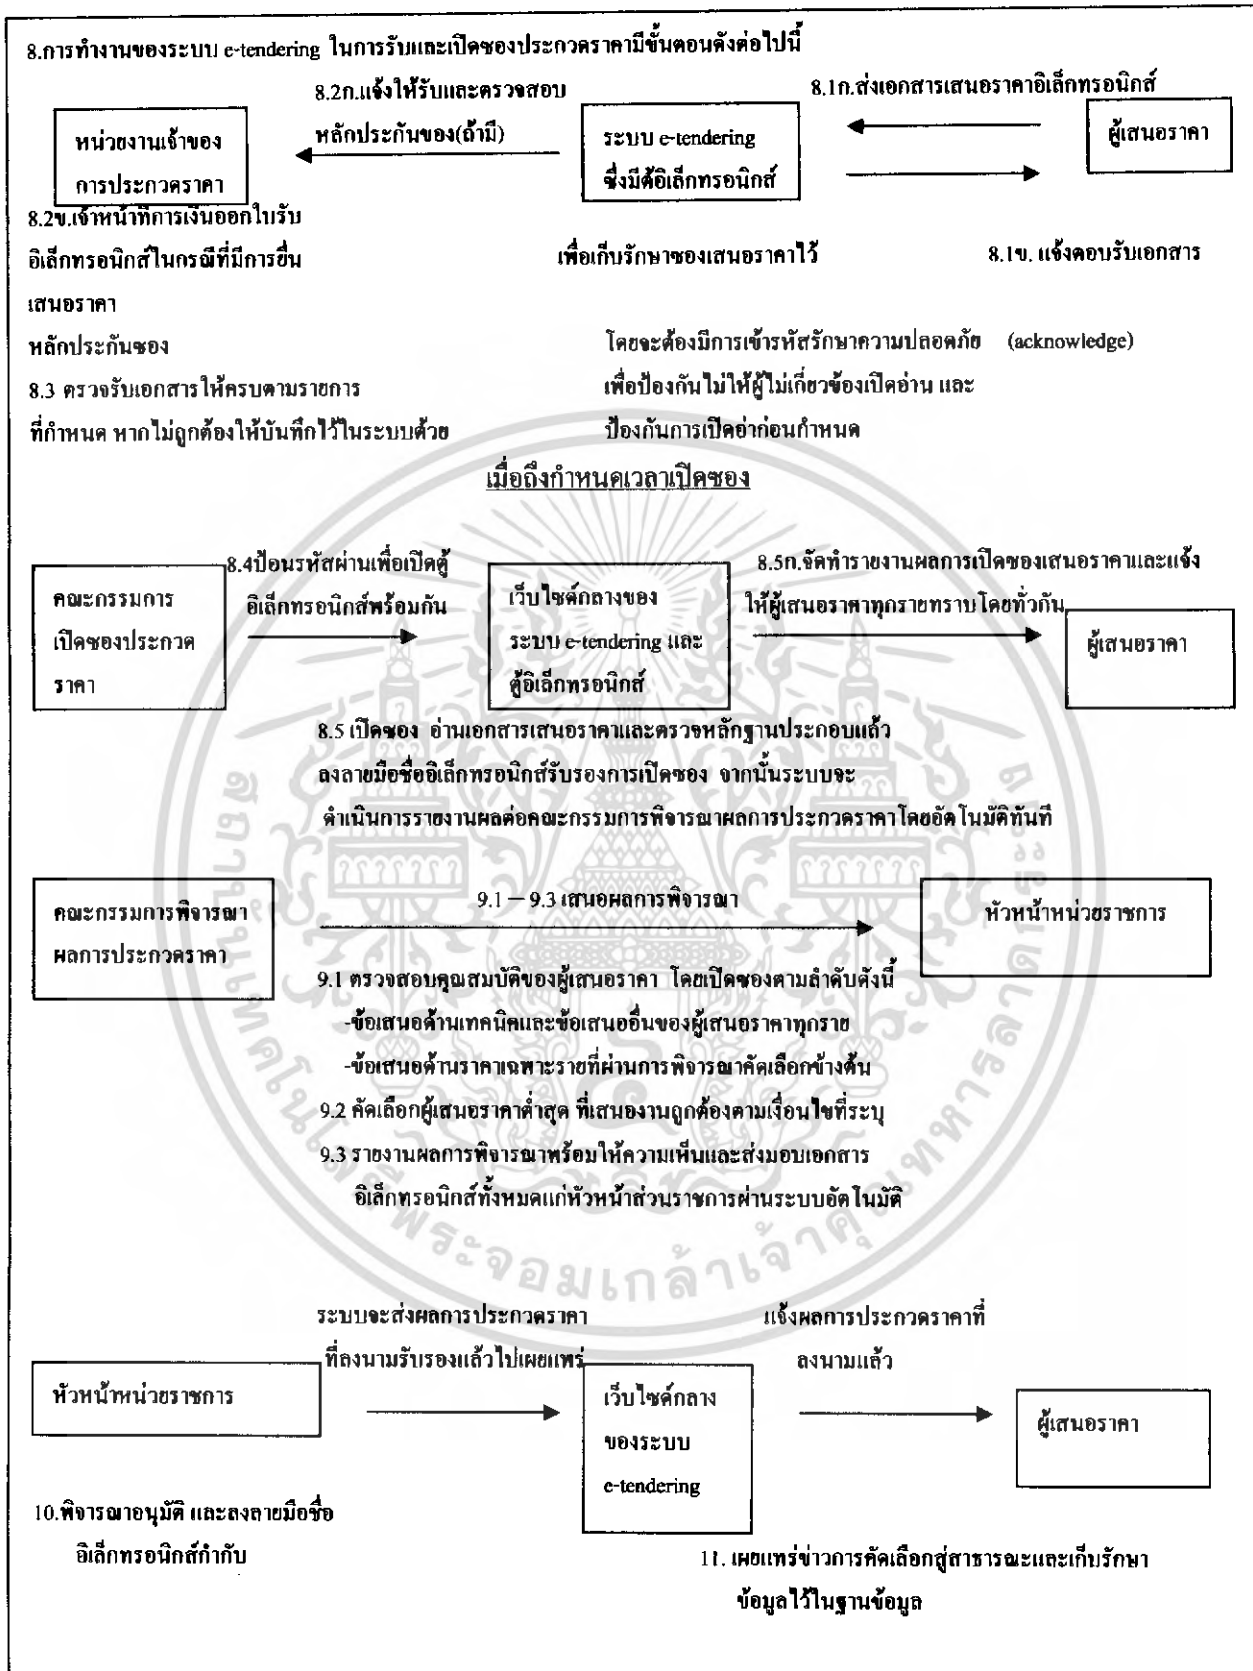 8.การทำงานของระบบ e-tendering ในการรับและเปิดซองประกวดราคามีขั้นตอนดังต่อไปนี้
8.2ก.แจ้งให้รับและตรวจสอบ
หลักประกันของ(ถ้ามี)
8.1ก.ส่งเอกสารเสนอราคาอิเล็กทรอนิกส์
หน่วยงานเจ้าของ
การประกวดราคา
ระบบ e-tendering
ซึ่งมีตู้อิเล็กทรอนิกส์
ผู้เสนอราคา
8.2ข.เจ้าหน้าที่การเงินออกใบรับ
อิเล็กทรอนิกส์ในกรณีที่มีการยื่น
เสนอราคา
หลักประกันซอง
เพื่อเก็บรักษาซองเสนอราคาไว้
8.1ข. แจ้งตอบรับเอกสาร
โดยจะต้องมีการเข้ารหัสรักษาความปลอดภัย (acknowledge)
8.3 ตรวจรับเอกสารให้ครบตามรายการ
ที่กำหนด หากไม่ถูกต้องให้บันทึกไว้ในระบบด้วย
เพื่อป้องกันไม่ให้ผู้ไม่เกี่ยวข้องเปิดอ่าน และ
ป้องกันการเปิดอ่าก่อนกำหนด
เมื่อถึงกำหนดเวลาเปิดซอง
คณะกรรมการ
เปิดซองประกวด
ราคา
8.4ป้อนรหัสผ่านเพื่อเปิดตู้
อิเล็กทรอนิกส์พร้อมกัน
เว็บไซต์กลางของ
ระบบ e-tendering และ
ตู้อิเล็กทรอนิกส์
8.5ก.จัดทำรายงานผลการเปิดซองเสนอราคาและแจ้ง
ให้ผู้เสนอราคาทุกรายทราบโดยทั่วกัน
ผู้เสนอราคา
8.5 เปิดซอง อ่านเอกสารเสนอราคาและตรวจหลักฐานประกอบแล้ว
ลงลายมือชื่ออิเล็กทรอนิกส์รับรองการเปิดซอง จากนั้นระบบจะ
ดำเนินการรายงานผลต่อคณะกรรมการพิจารณาผลการประกวดราคาโดยอัตโนมัติทันที
คณะกรรมการพิจารณา
ผลการประกวดราคา
9.1 – 9.3 เสนอผลการพิจารณา
หัวหน้าหน่วยราชการ
9.1 ตรวจสอบคุณสมบัติของผู้เสนอราคา โดยเปิดซองตามลำดับดังนี้
-ข้อเสนอด้านเทคนิคและข้อเสนออื่นของผู้เสนอราคาทุกราย
-ข้อเสนอด้านราคาเฉพาะรายที่ผ่านการพิจารณาคัดเลือกข้างต้น
9.2 คัดเลือกผู้เสนอราคาต่ำสุด ที่เสนองานถูกต้องตามเงื่อนไขที่ระบุ
9.3 รายงานผลการพิจารณาพร้อมให้ความเห็นและส่งมอบเอกสาร
อิเล็กทรอนิกส์ทั้งหมดแก่หัวหน้าส่วนราชการผ่านระบบอัตโนมัติ
ระบบจะส่งผลการประกวดราคา
ที่ลงนามรับรองแล้วไปเผยแพร่
แจ้งผลการประกวดราคาที่
ลงนามแล้ว
หัวหน้าหน่วยราชการ
เว็บไซต์กลาง
ของระบบ
e-tendering
ผู้เสนอราคา
10.พิจารณาอนุมัติ และลงลายมือชื่อ
อิเล็กทรอนิกส์กำกับ
11. เผยแพร่ข่าวการคัดเลือกสู่สาธารณะและเก็บรักษา
ข้อมูลไว้ในฐานข้อมูล
สถาบันเทคโนโลยีพระจอมเกล้าเจ้าคุณทหารลาดกระบัง